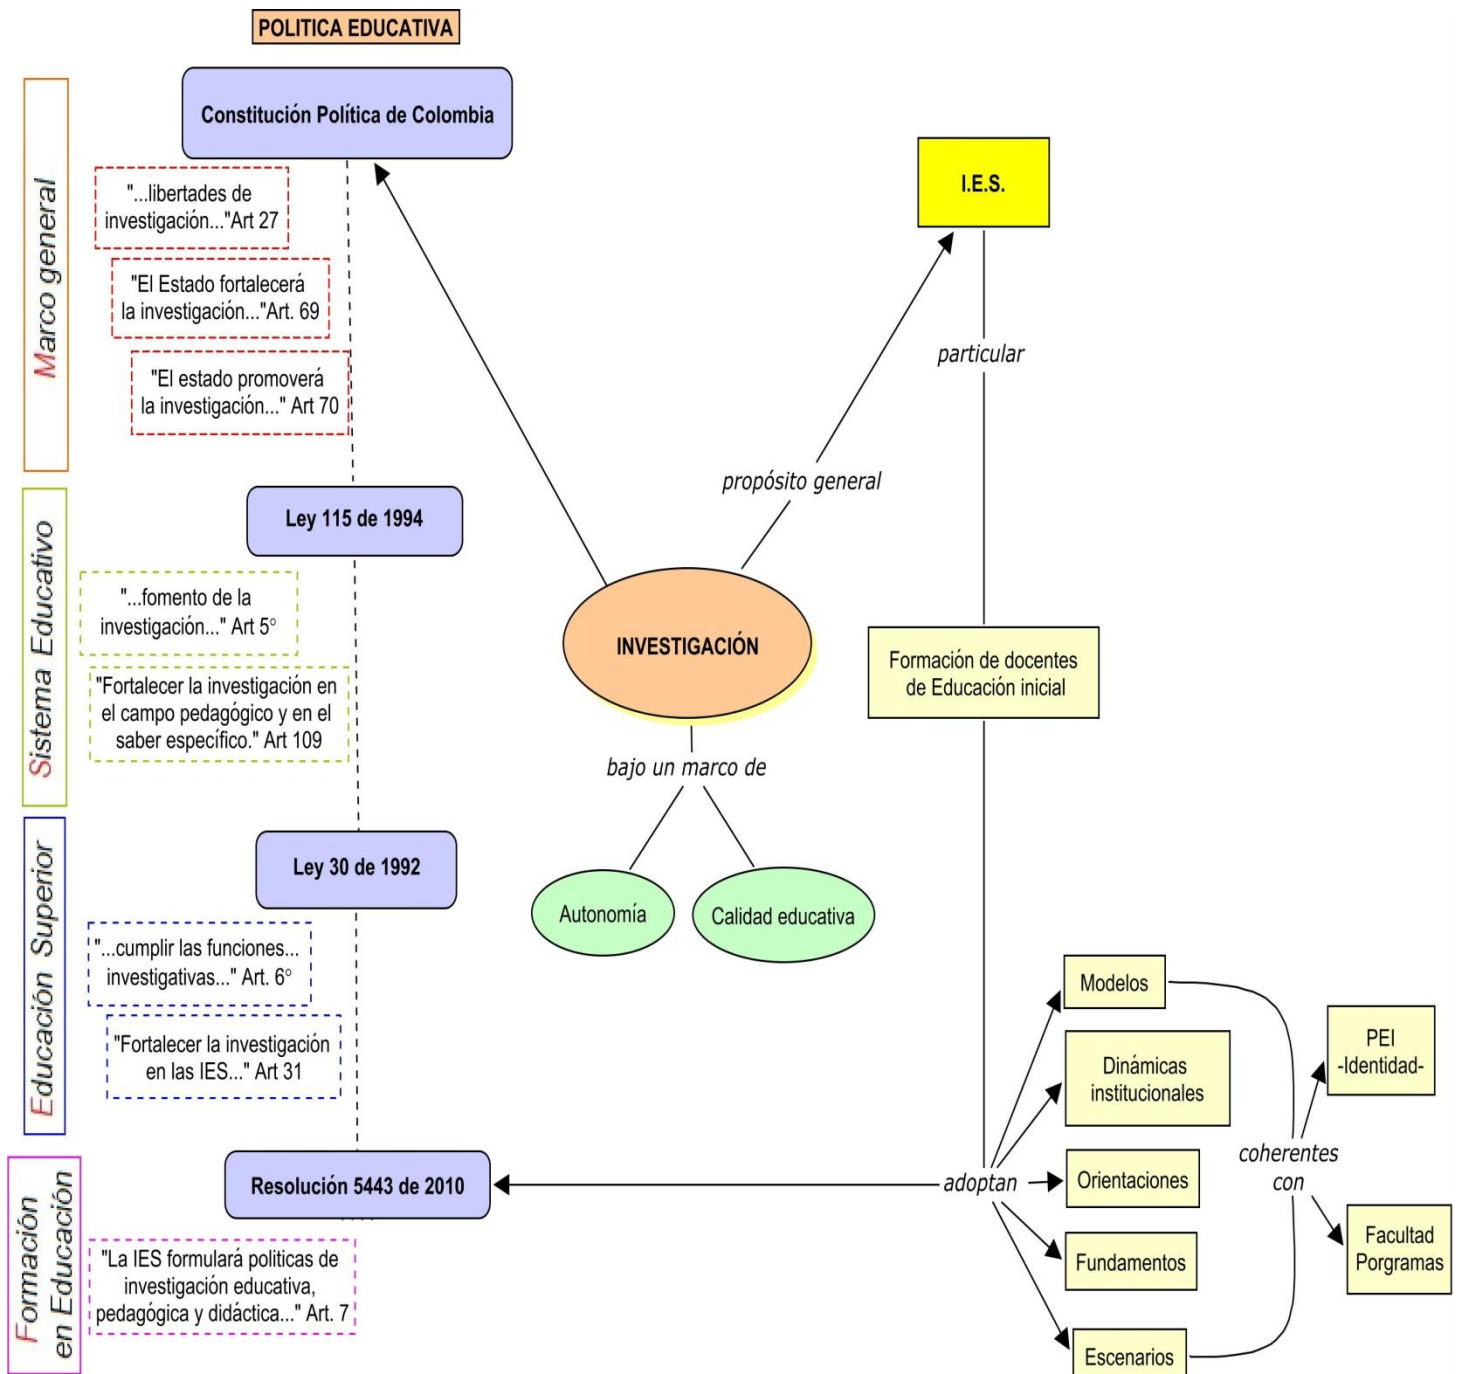 POLITICA EDUCATIVA
Marco general
Constitución Política de Colombia
"...libertades de
investigación..."Art 27
"El Estado fortalecerá
la investigación..."Art. 69
"El estado promoverá
la investigación..." Art 70
Sistema Educativo
Ley 115 de 1994
"...fomento de la
investigación..." Art 5°
"Fortalecer la investigación en
el campo pedagógico y en el
saber específico." Art 109
Educación Superior
Ley 30 de 1992
"...cumplir las funciones...
investigativas..." Art. 6°
"Fortalecer la investigación
en las IES..." Art 31
Formación
en Educación
Resolución 5443 de 2010
"La IES formulará politicas de
investigación educativa,
pedagógica y didáctica..." Art. 7
INVESTIGACIÓN
propósito general
bajo un marco de
Autonomía
Calidad educativa
I.E.S.
particular
Formación de docentes
de Educación inicial
adoptan
Modelos
Dinámicas
institucionales
Orientaciones
Fundamentos
Escenarios
coherentes
con
PEI
-Identidad-
Facultad
Porgramas